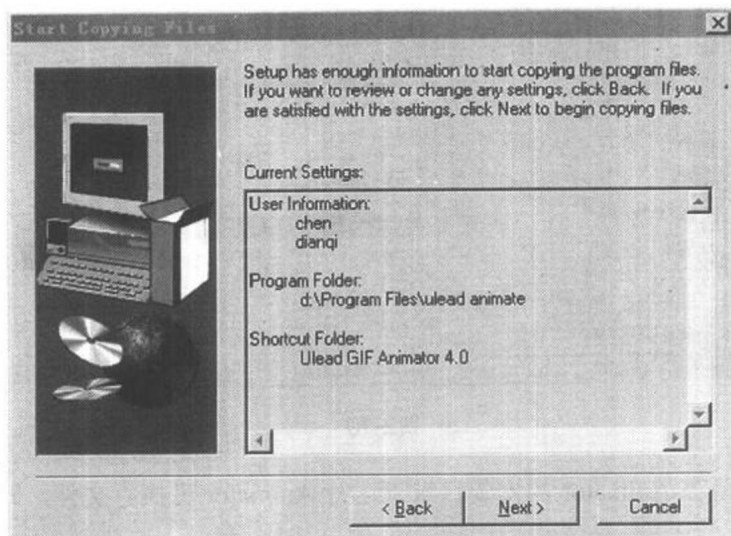 Start Copying Files
Setup has enough information to start copying the program files.
If you want to review or change any settings, click Back. If you
are satisfied with the settings, click Next to begin copying files.
Current Settings:
User Information:
chen
dianqi
Program Folder:
d:\Program Files\ulead animate
Shortcut Folder:
Ulead GIF Animator 4.0
< Back
Next >
Cancel